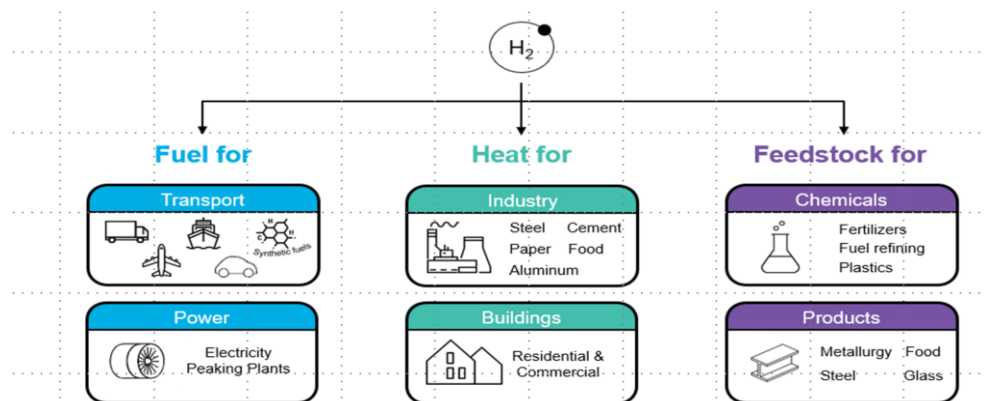 H₂
Fuel for
Heat for
Feedstock for
Transport
H
C
H
Synthetic fuels
Industry
Steel Cement
Paper Food
Aluminum
Chemicals
Fertilizers
Fuel refining
Plastics
Power
Electricity
Peaking Plants
Buildings
Residential &
Commercial
Products
Metallurgy Food
Steel Glass